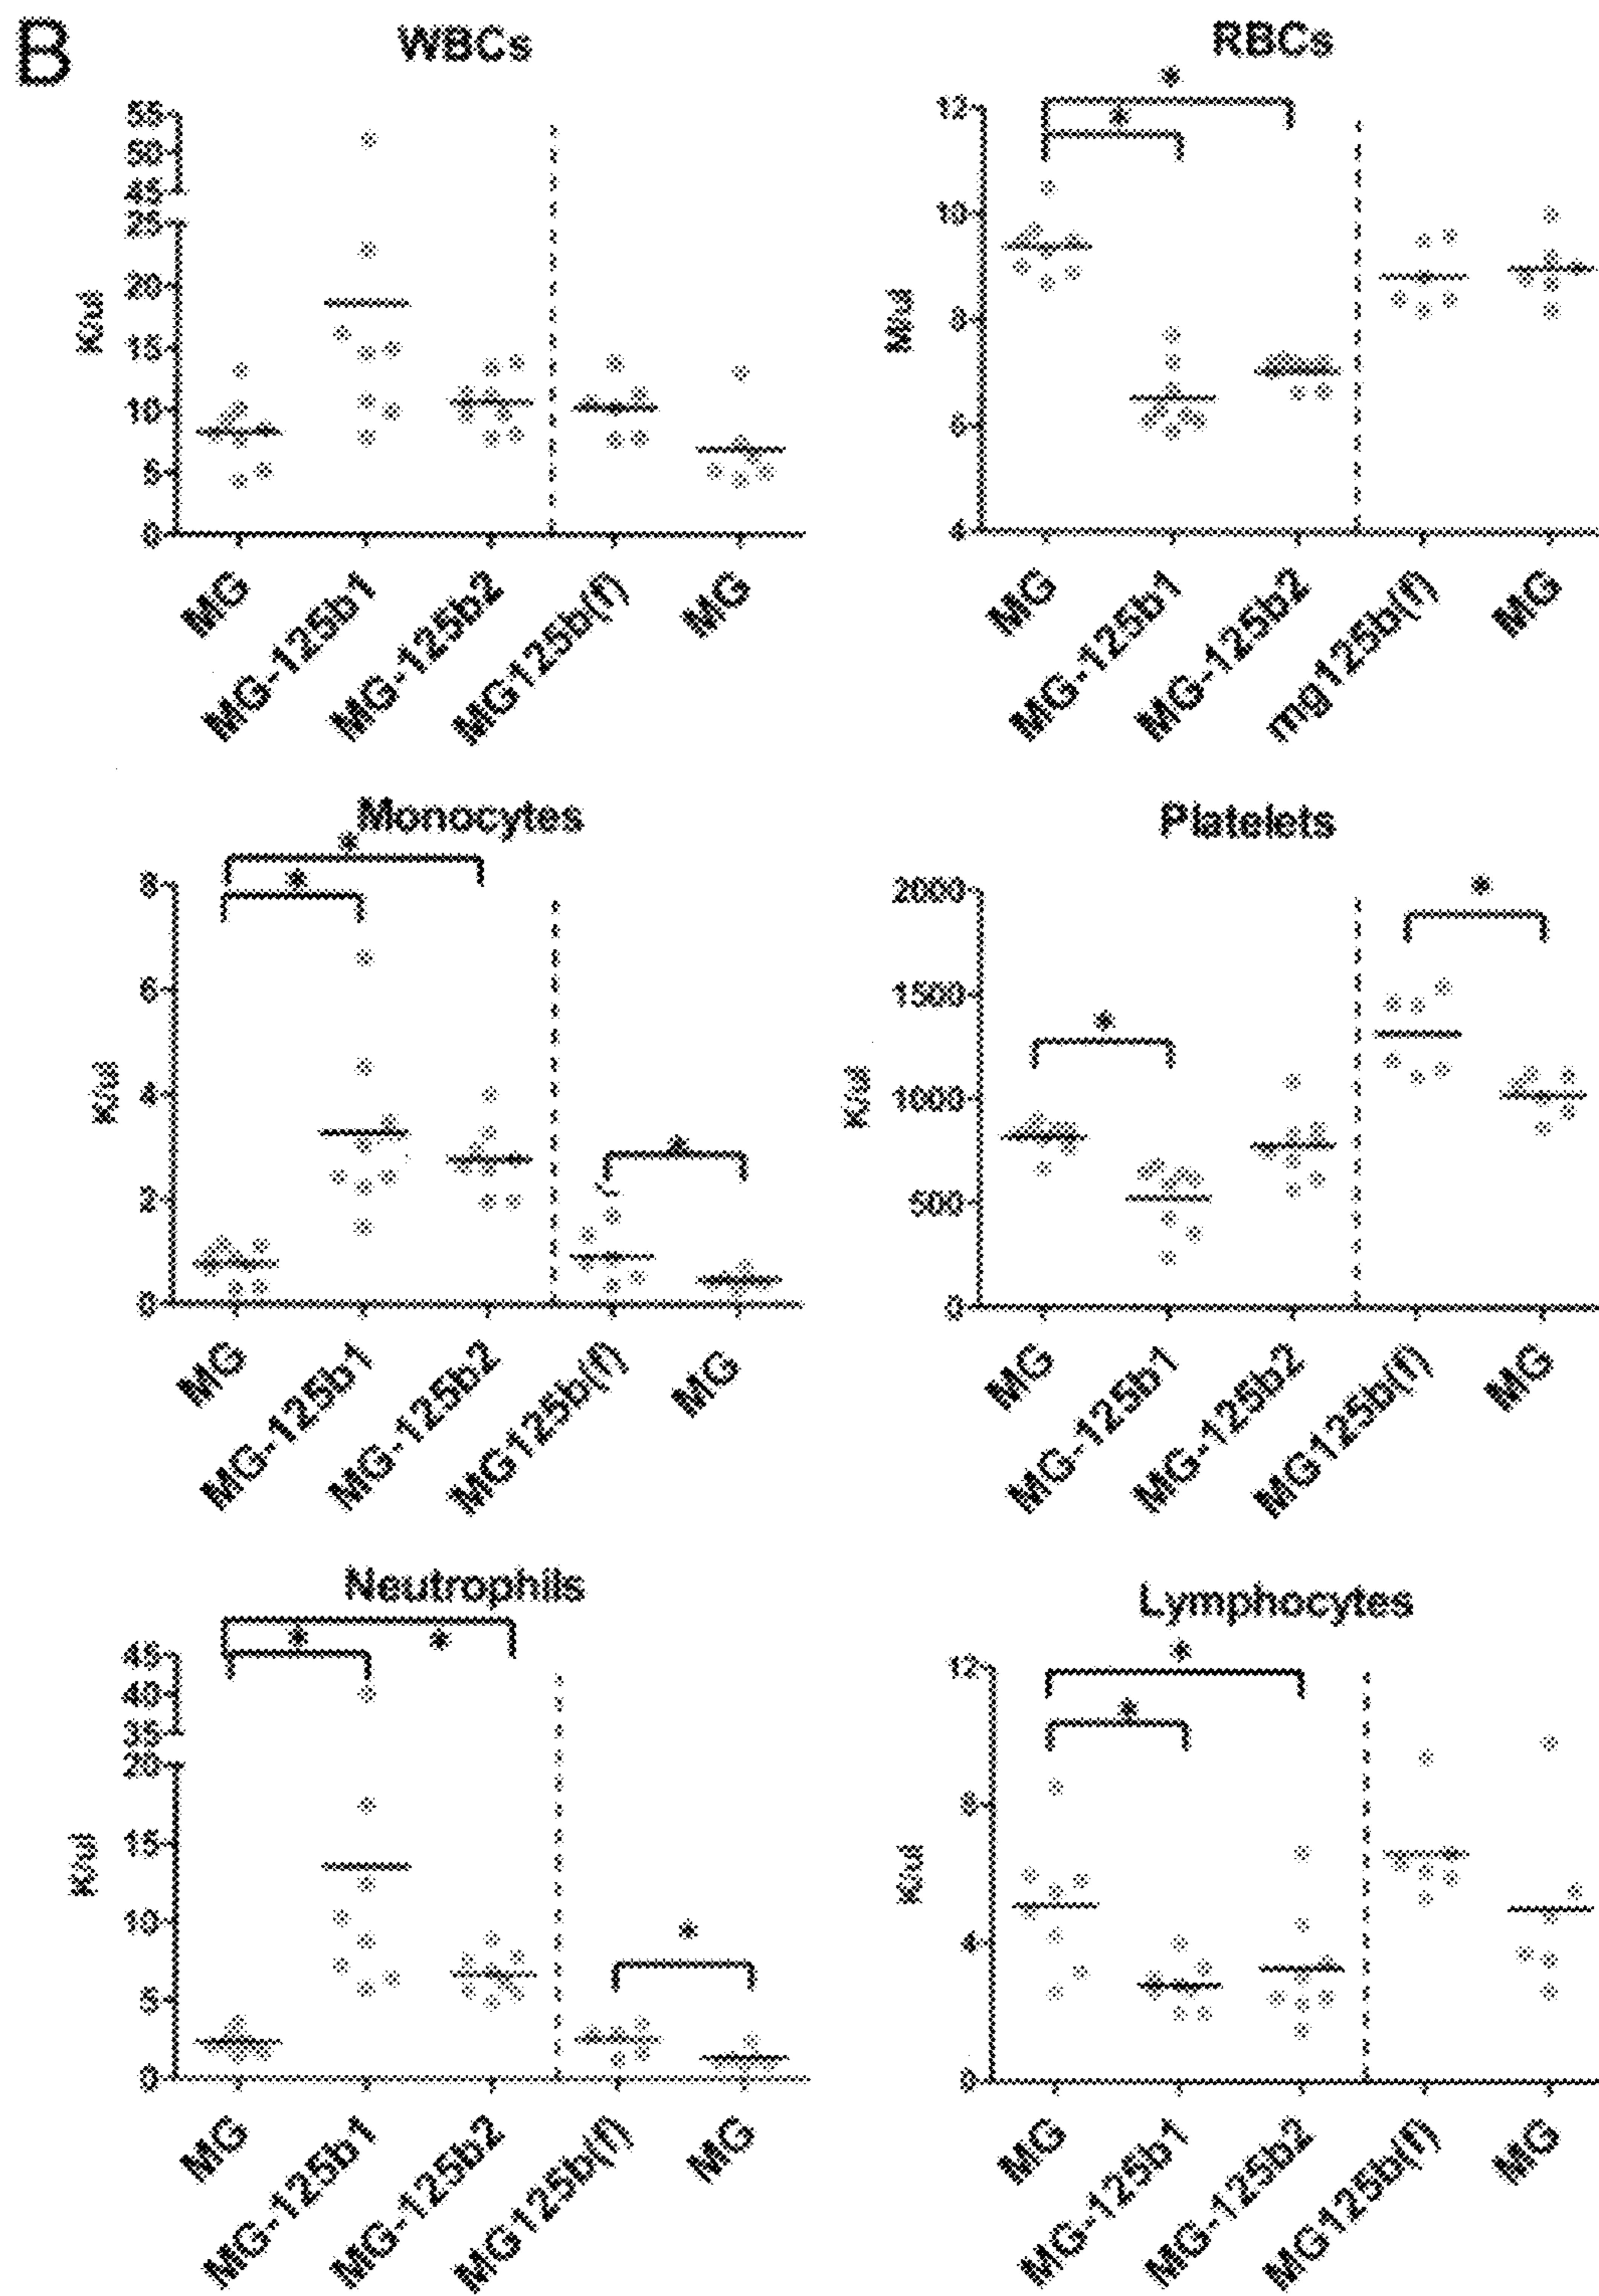 B
WBCs
55
50
45
25
20
15
10
5
0
K/ul
MG
MG-125b1
MG-125b2
MG125b(f)
MG
RBCs
*
*
12
10
8
6
4
M/ul
MG
MG-125b1
MG-125b2
mg125b(f)
MG
Monocytes
*
*
*
8
6
4
2
0
K/ul
MG
MG-125b1
MG-125b2
MG125b(f)
MG
Platelets
*
*
2000
1500
1000
500
0
K/ul
MG
MG-125b1
MG-125b2
MG125b(f)
MG
Neutrophils
*
*
*
45
40
35
20
15
10
5
0
K/ul
MG
MG-125b1
MG-125b2
MG125b(f)
MG
Lymphocytes
*
*
12
8
4
0
K/ul
MG
MG-125b1
MG-125b2
MG125b(f)
MG